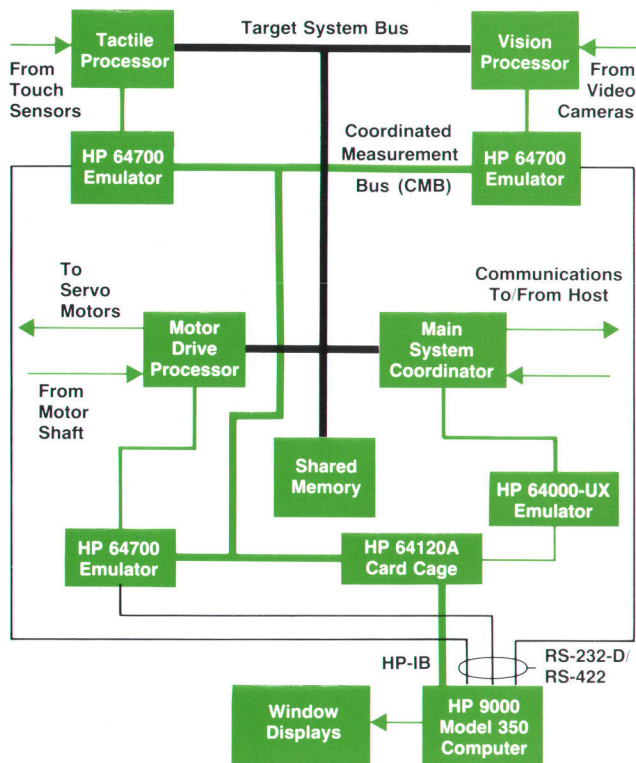 Target System Bus
Tactile
Processor
Vision
Processor
From
Touch
Sensors
From
Video
Cameras
HP 64700
Emulator
Coordinated
Measurement
Bus (CMB)
HP 64700
Emulator
To
Servo
Motors
Communications
To/From Host
Motor
Drive
Processor
Main
System
Coordinator
From
Motor
Shaft
Shared
Memory
HP 64000-UX
Emulator
HP 64700
Emulator
HP 64120A
Card Cage
HP-IB
RS-232-D/
RS-422
Window
Displays
HP 9000
Model 350
Computer